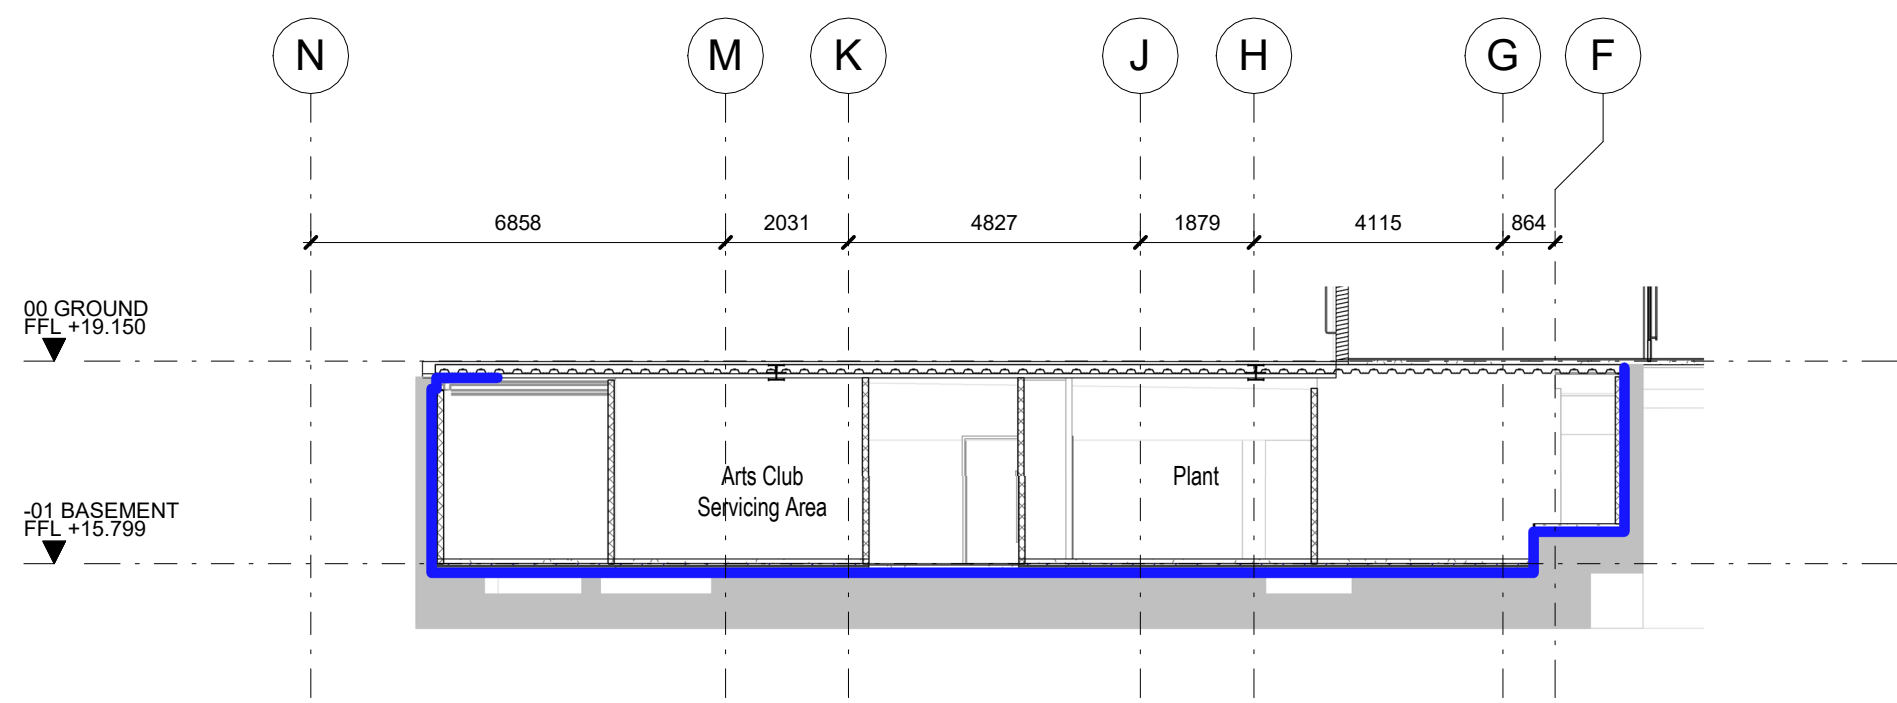 N M K J H G F
6858 2031 4827 1879 4115 864
00 GROUND
FFL +19.150
Arts Club
Servicing Area
Plant
-01 BASEMENT
FFL +15.799